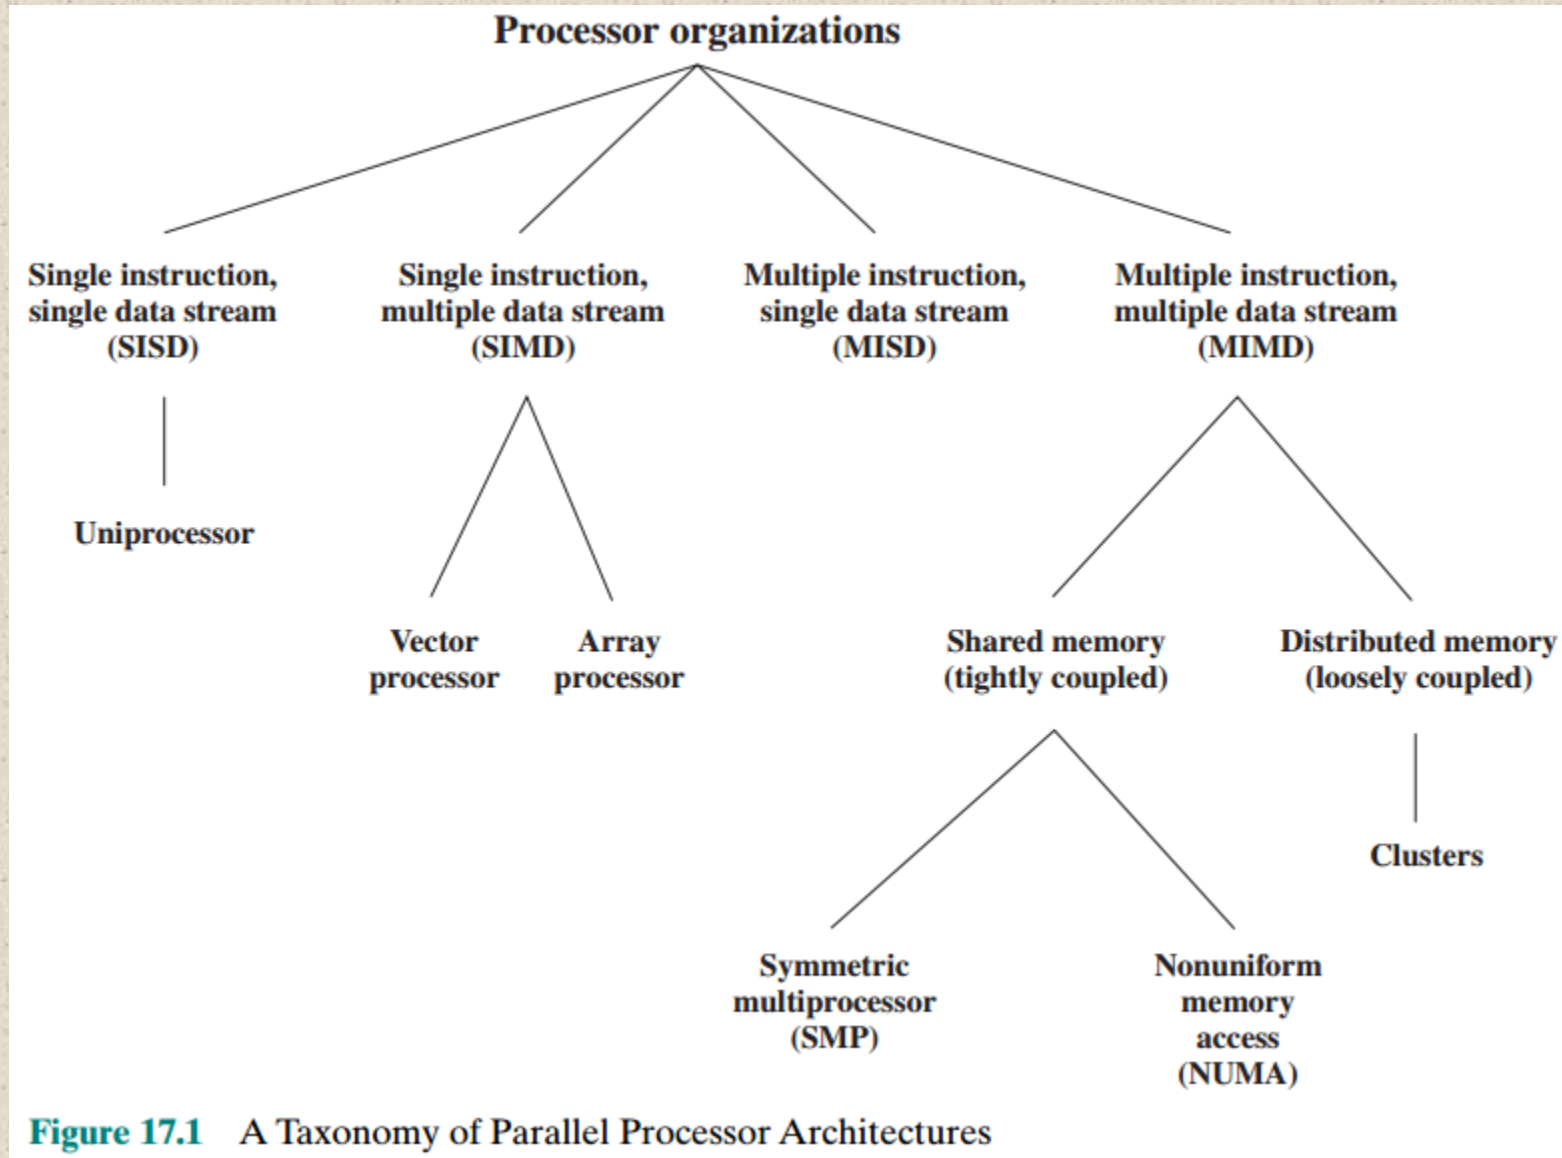 Processor organizations
Single instruction,
single data stream
(SISD)
Single instruction,
multiple data stream
(SIMD)
Multiple instruction,
single data stream
(MISD)
Multiple instruction,
multiple data stream
(MIMD)
Uniprocessor
Vector
processor
Array
processor
Shared memory
(tightly coupled)
Distributed memory
(loosely coupled)
Clusters
Symmetric
multiprocessor
(SMP)
Nonuniform
memory
access
(NUMA)
Figure 17.1 A Taxonomy of Parallel Processor Architectures